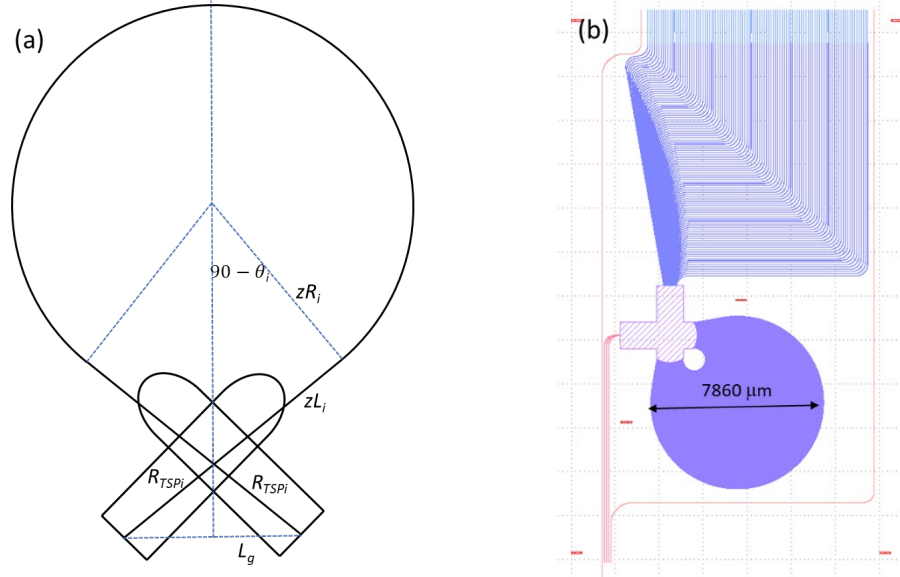 (a)
90 − θi
zRi
zLi
RTSPi
RTSPi
Lg
(b)
7860 μm